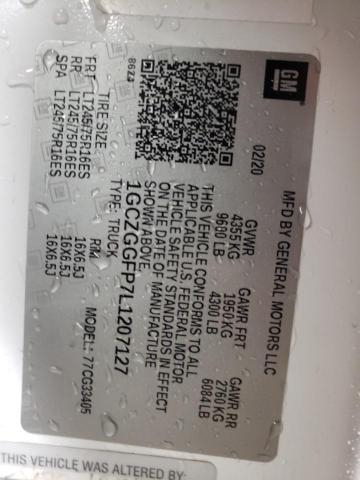 GM
MFD BY GENERAL MOTORS LLC
02/20
GVWR GAWR FRT GAWR RR
4355 KG 1950 KG 2760 KG
9600 LB 4300 LB 6084 LB
THIS VEHICLE CONFORMS TO ALL
APPLICABLE U.S. FEDERAL MOTOR
VEHICLE SAFETY STANDARDS IN EFFECT
ON THE DATE OF MANUFACTURE
SHOWN ABOVE.
1GCZGGFP7L1207127
8624
TYPE: TRUCK MODEL: 77CG33405
TIRE SIZE RIM
FRT LT245/75R16ES 16X6.5J
RR LT245/75R16ES 16X6.5J
SPA LT245/75R16ES 16X6.5J
THIS VEHICLE WAS ALTERED BY